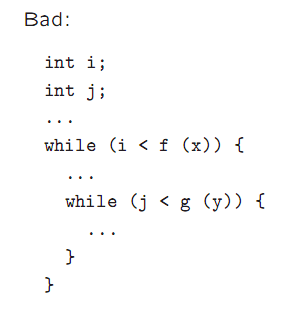 Bad:
int i;
int j;
...
while (i < f (x)) {
...
while (j < g (y)) {
...
}
}